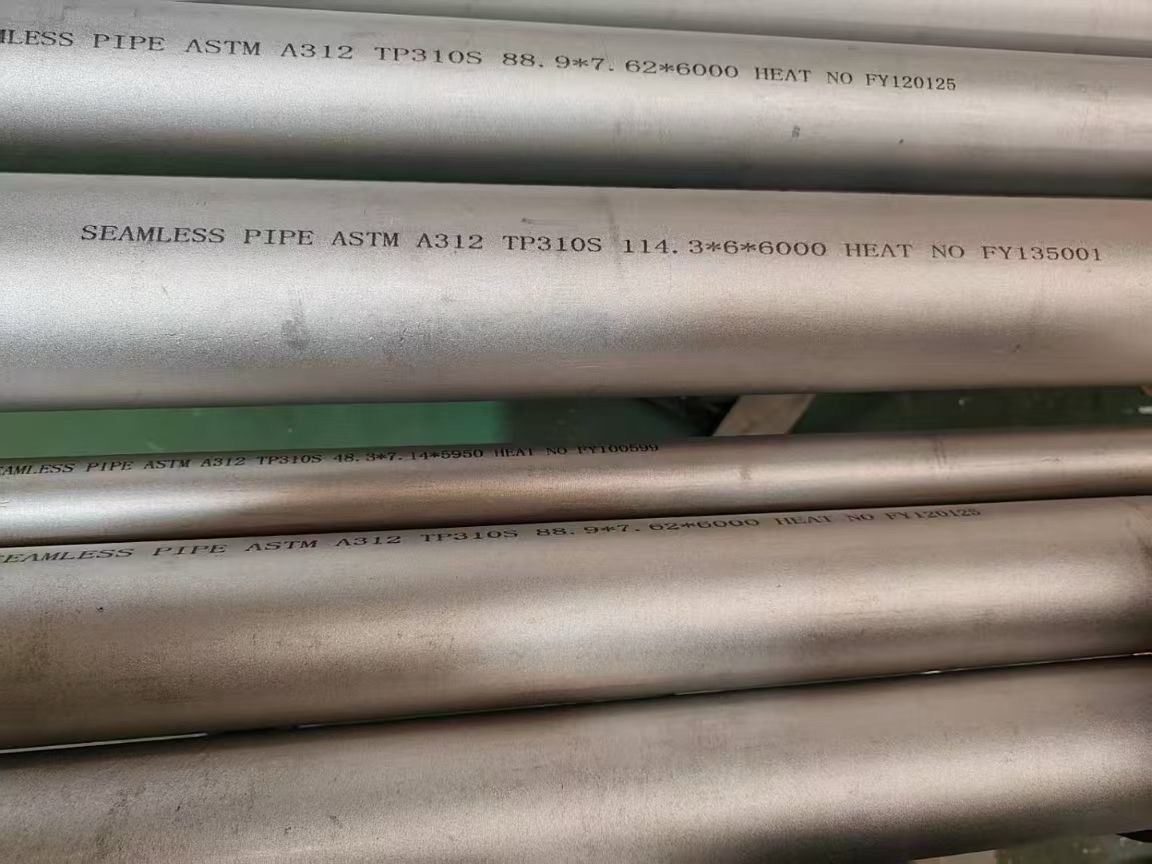 MLESS PIPE ASTM A312 TP310S 88.9*7.62*6000 HEAT NO FY120125
SEAMLESS PIPE ASTM A312 TP310S 114.3*6*6000 HEAT NO FY135001
EAMLESS PIPE ASTM A312 TP310S 48.3*7.14*5950 HEAT NO FY100599
SEAMLESS PIPE ASTM A312 TP310S 88.9*7.62*6000 HEAT NO FY120125